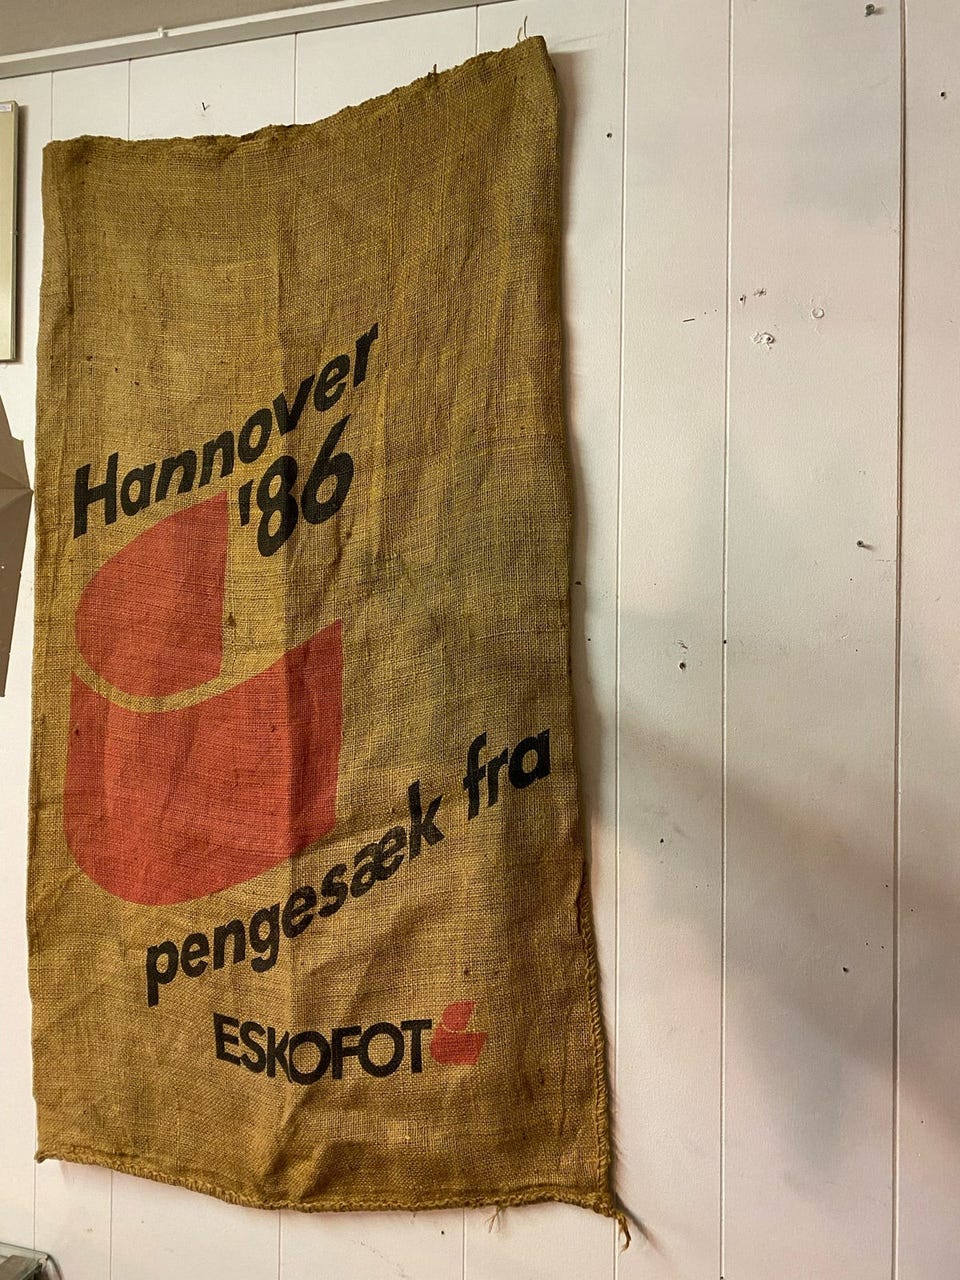 Hannover
'86
pengesæk fra
ESKOFOT